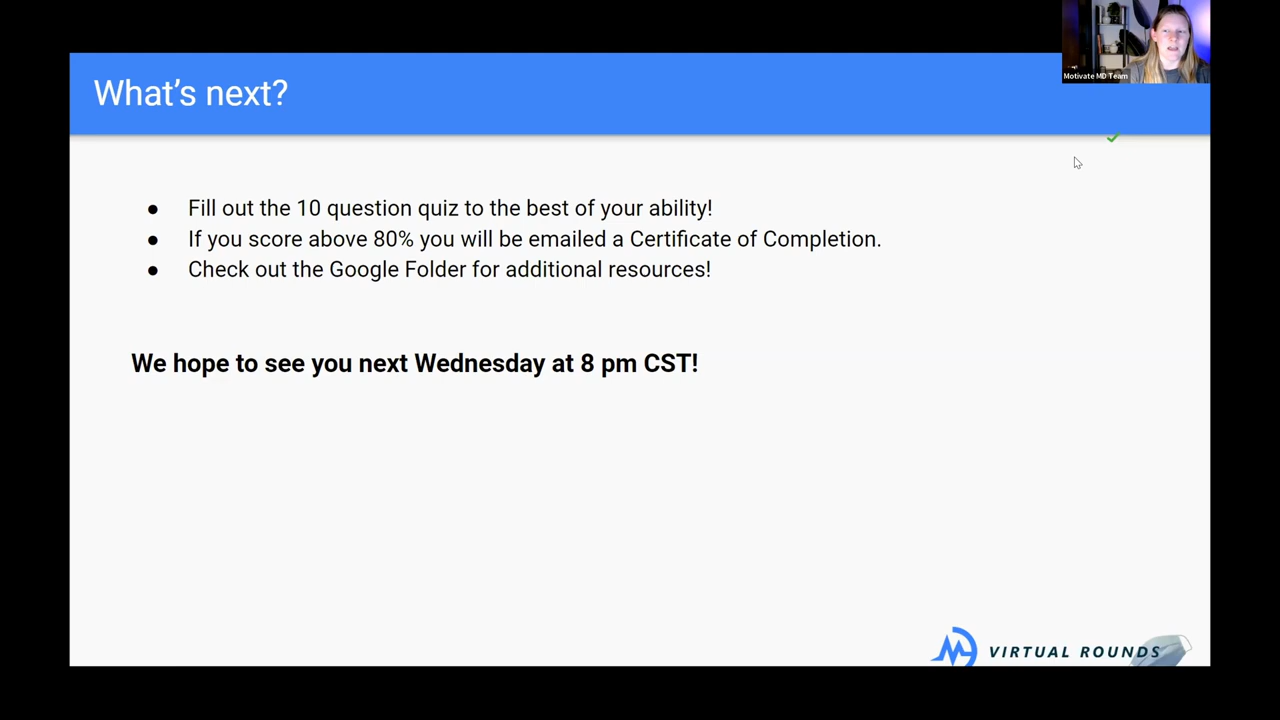 Motivate MD Team
What's next?
● Fill out the 10 question quiz to the best of your ability!
● If you score above 80% you will be emailed a Certificate of Completion.
● Check out the Google Folder for additional resources!
We hope to see you next Wednesday at 8 pm CST!
VIRTUAL ROUNDS